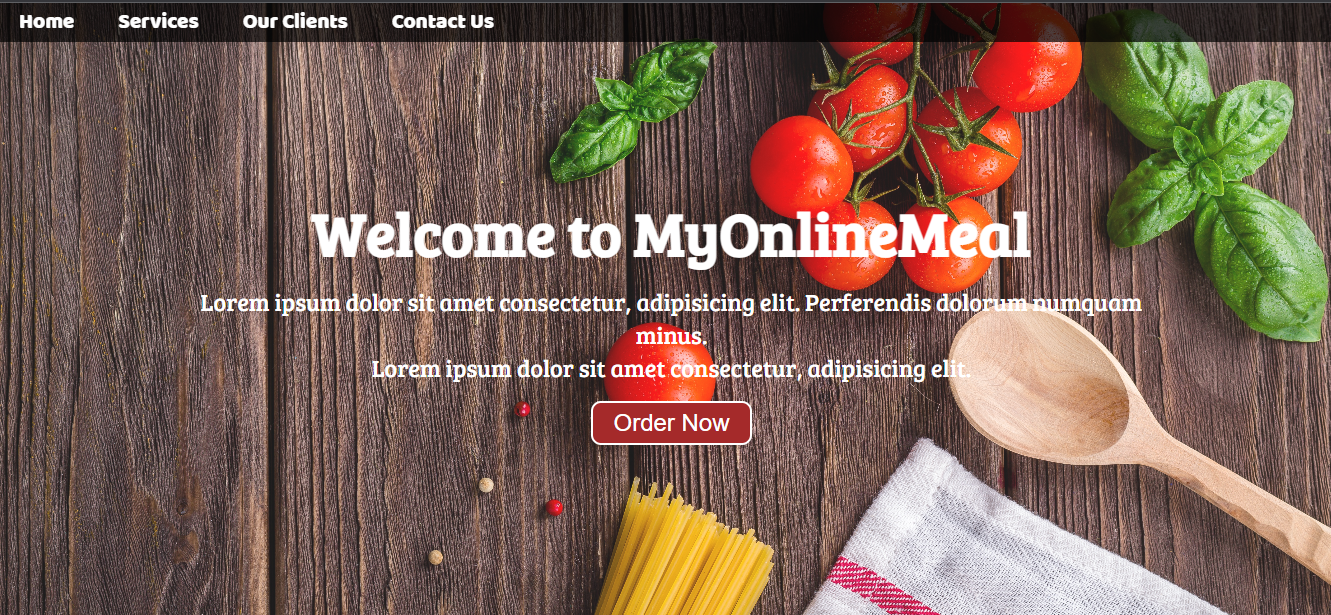 Home Services Our Clients Contact Us
Welcome to MyOnlineMeal
Lorem ipsum dolor sit amet consectetur, adipisicing elit. Perferendis dolorum numquam
minus.
Lorem ipsum dolor sit amet consectetur, adipisicing elit.
Order Now